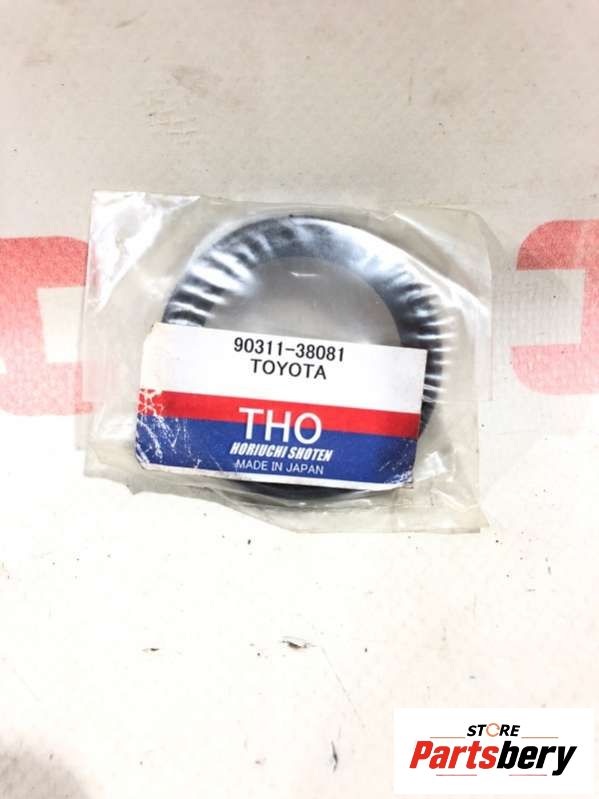 90311-38081
TOYOTA
THO
HORIUCHI SHOTEN
MADE IN JAPAN
STORE
Partsbery